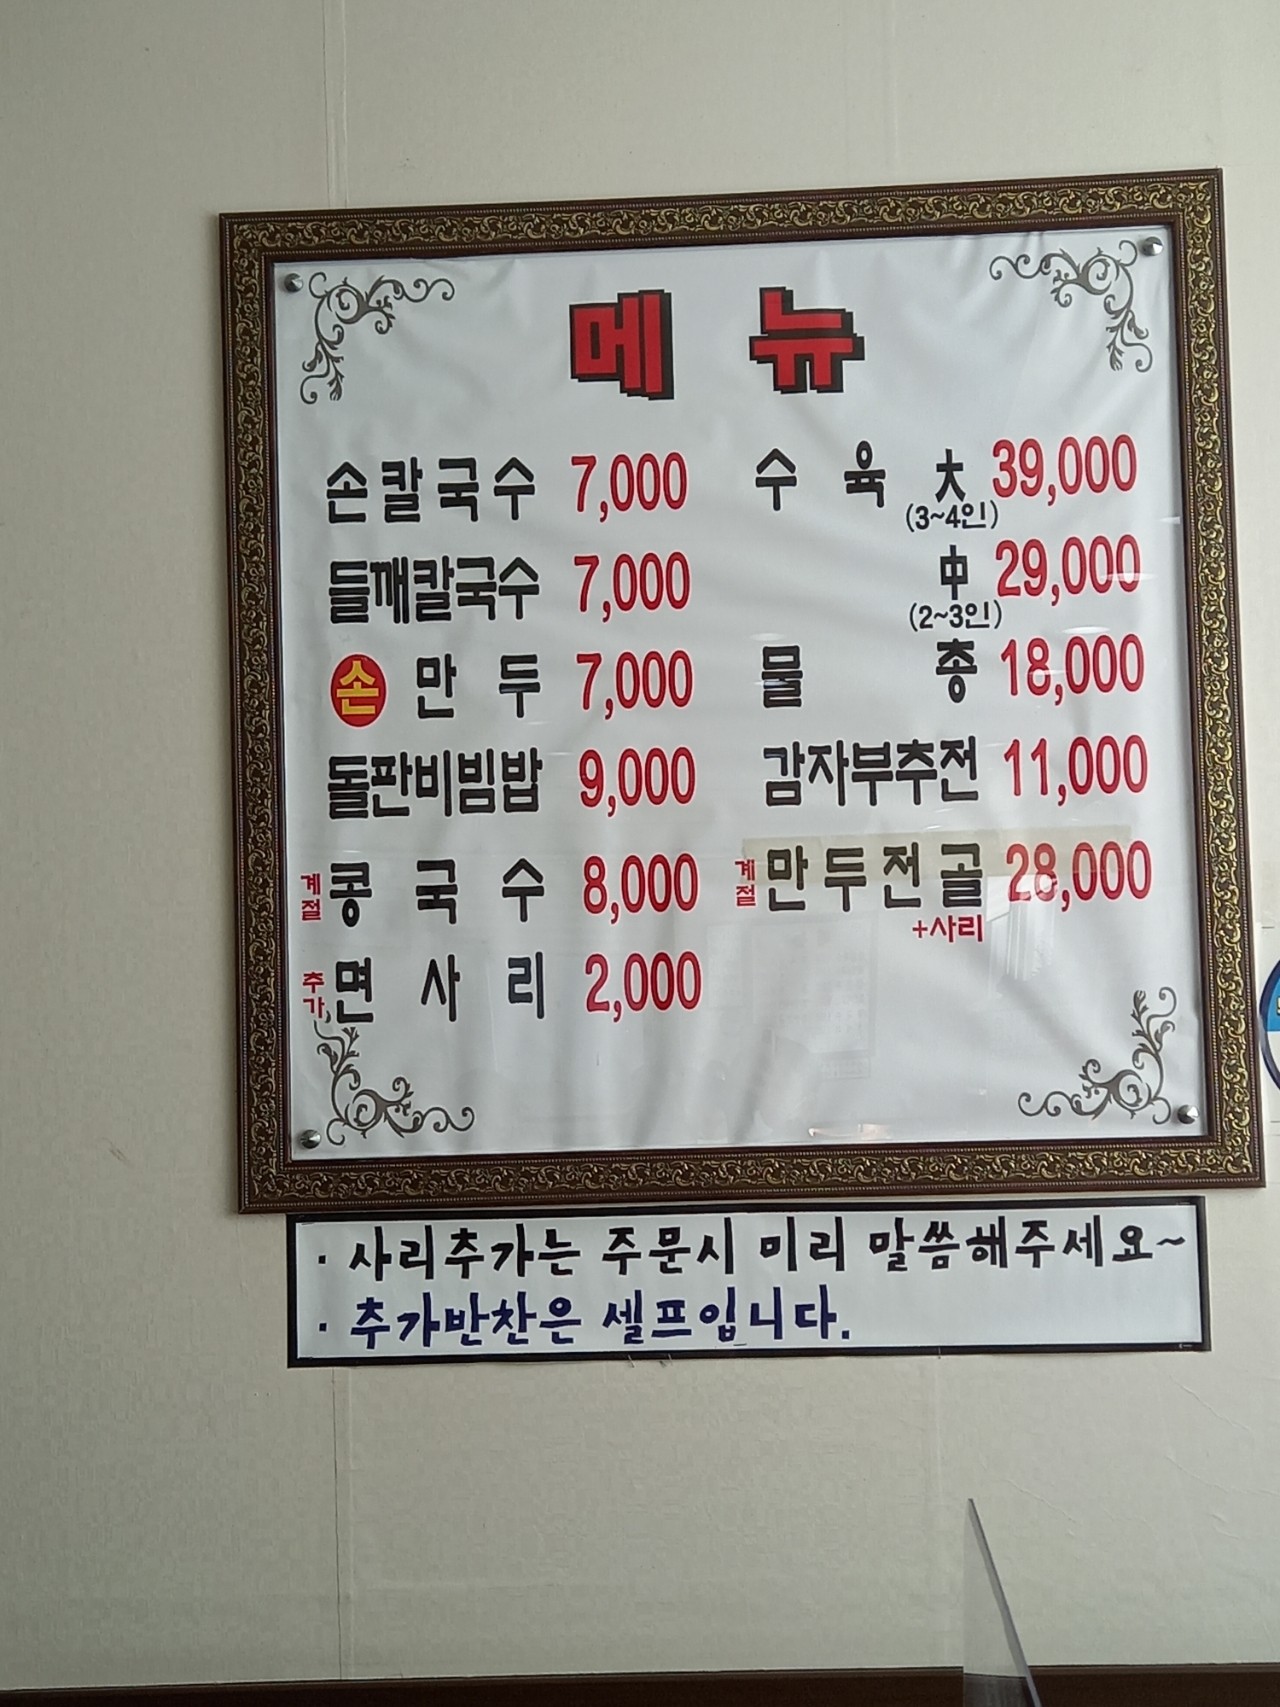 메뉴
손칼국수 7,000
들깨칼국수 7,000
손만두 7,000
돌판비빔밥 9,000
계절 콩국수 8,000
추가 면사리 2,000
수육 大 39,000
(3~4인)
中 29,000
(2~3인)
물총 18,000
감자부추전 11,000
계절 만두전골 28,000
+사리
· 사리추가는 주문시 미리 말씀해주세요~
· 추가반찬은 셀프입니다.